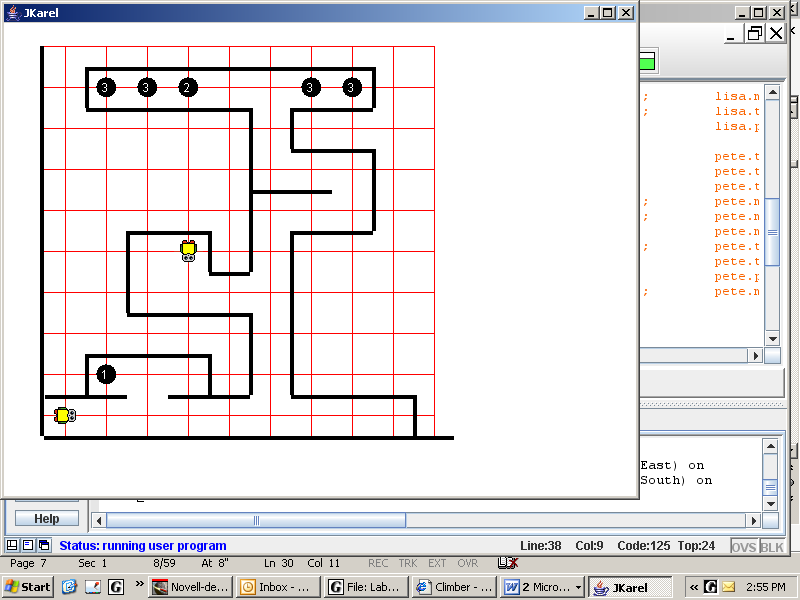 JKarel
3 3 2 3 3
1
; lisa.m
; lisa.t
lisa.p
pete.t
pete.t
pete.t
; pete.m
; pete.m
pete.m
; pete.t
pete.t
pete.p
; pete.m
East) on
South) on
Help
Status: running user program
Line:38 Col:9 Code:125 Top:24
OVS BLK
Page 7 Sec 1 8/59 At 8" Ln 30 Col 11 REC TRK EXT OVR
Start
G
»
Novell-de...
Inbox - ...
G File: Lab...
Climber - ...
2 Micro...
JKarel
«
G
2:55 PM